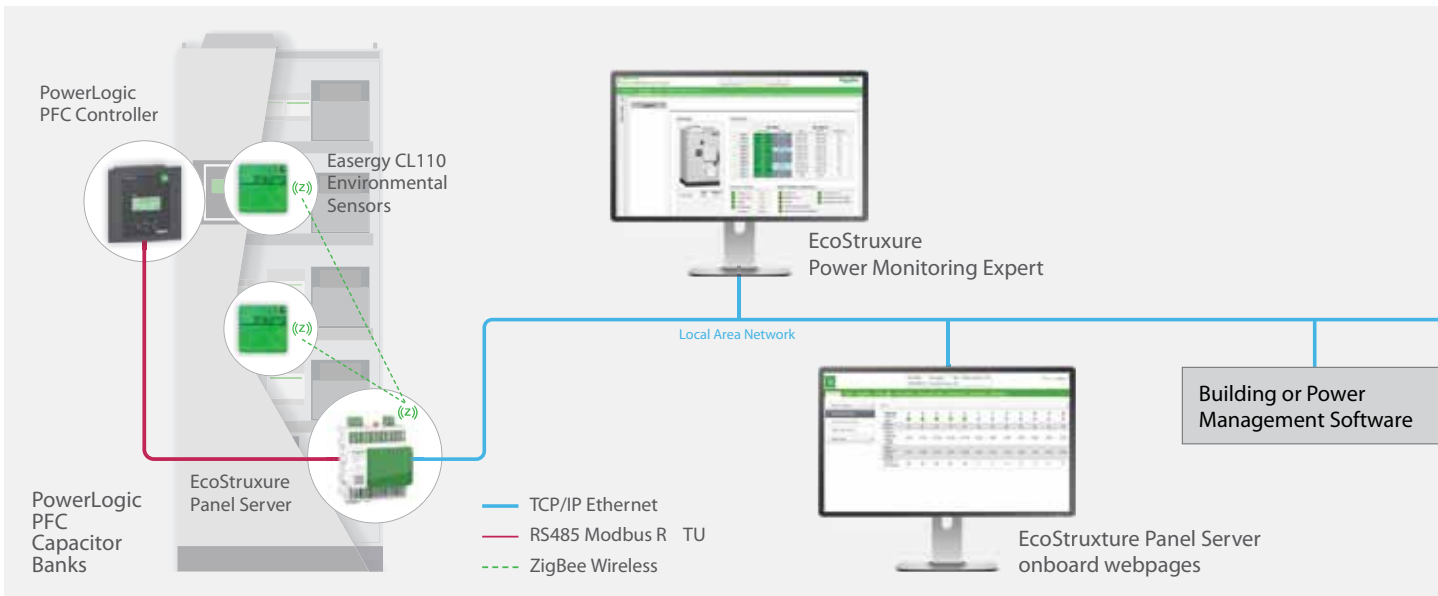 PowerLogic
PFC Controller
Easergy CL110
Environmental
Sensors
EcoStruxure
Power Monitoring Expert
Local Area Network
Building or Power
Management Software
EcoStruxure
Panel Server
PowerLogic
PFC
Capacitor
Banks
TCP/IP Ethernet
RS485 Modbus R TU
ZigBee Wireless
EcoStruxture Panel Server
onboard webpages
((Z))
((Z))
((Z))